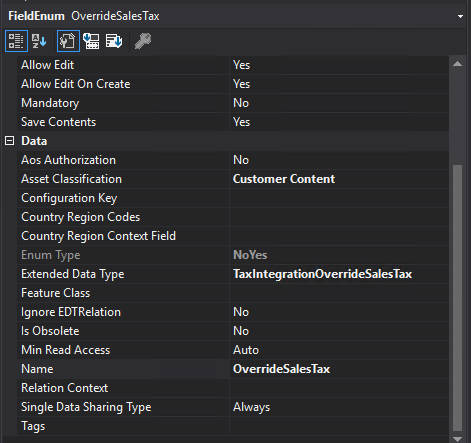 FieldEnum OverrideSalesTax
Allow Edit Yes
Allow Edit On Create Yes
Mandatory No
Save Contents Yes
Data
Aos Authorization No
Asset Classification Customer Content
Configuration Key
Country Region Codes
Country Region Context Field
Enum Type NoYes
Extended Data Type TaxIntegrationOverrideSalesTax
Feature Class
Ignore EDTRelation No
Is Obsolete No
Min Read Access Auto
Name OverrideSalesTax
Relation Context
Single Data Sharing Type Always
Tags